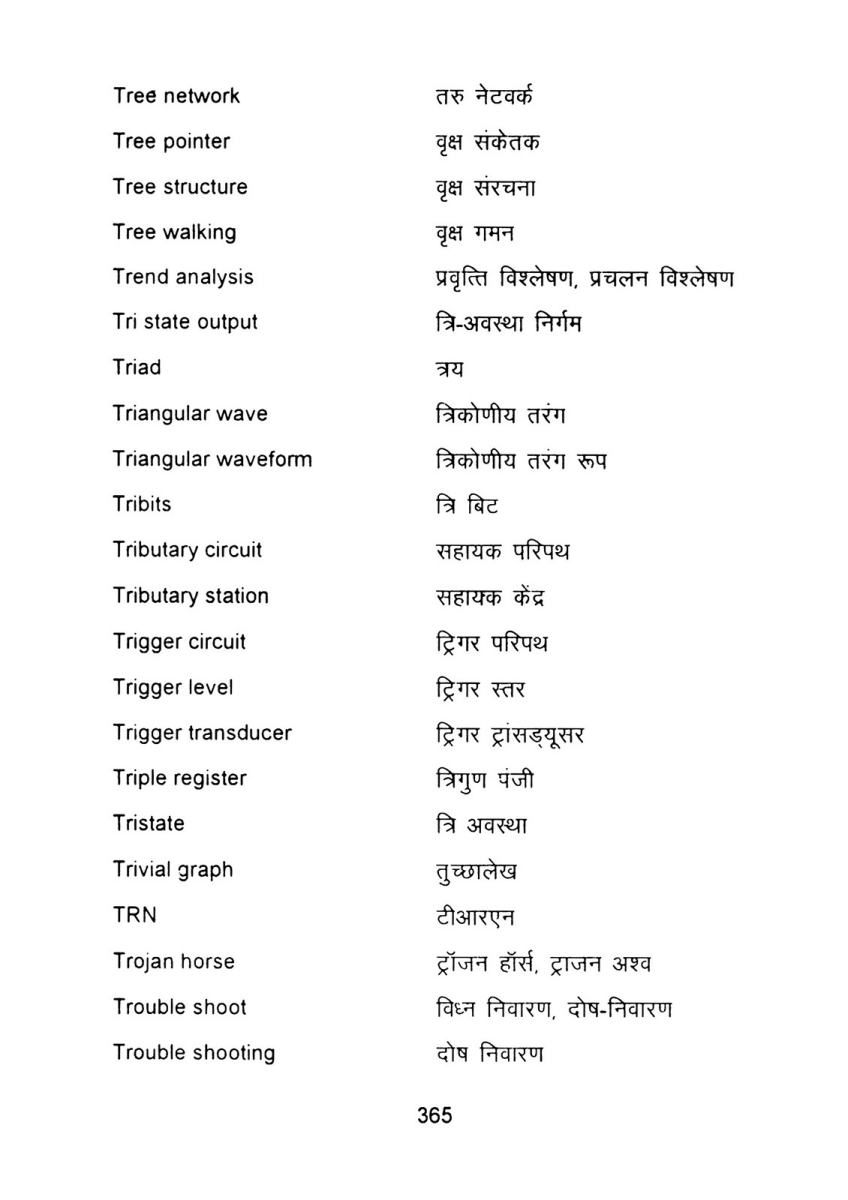 Tree network तरु नेटवर्क
Tree pointer वृक्ष संकेतक
Tree structure वृक्ष संरचना
Tree walking वृक्ष गमन
Trend analysis प्रवृत्ति विश्लेषण, प्रचलन विश्लेषण
Tri state output त्रि-अवस्था निर्गम
Triad त्रय
Triangular wave त्रिकोणीय तरंग
Triangular waveform त्रिकोणीय तरंग रूप
Tribits त्रि बिट
Tributary circuit सहायक परिपथ
Tributary station सहायक केंद्र
Trigger circuit ट्रिगर परिपथ
Trigger level ट्रिगर स्तर
Trigger transducer ट्रिगर ट्रांसड्यूसर
Triple register त्रिगुण पंजी
Tristate त्रि अवस्था
Trivial graph तुच्छालेख
TRN टीआरएन
Trojan horse ट्रॉजन हॉर्स, ट्राजन अश्व
Trouble shoot विध्न निवारण, दोष-निवारण
Trouble shooting दोष निवारण
365